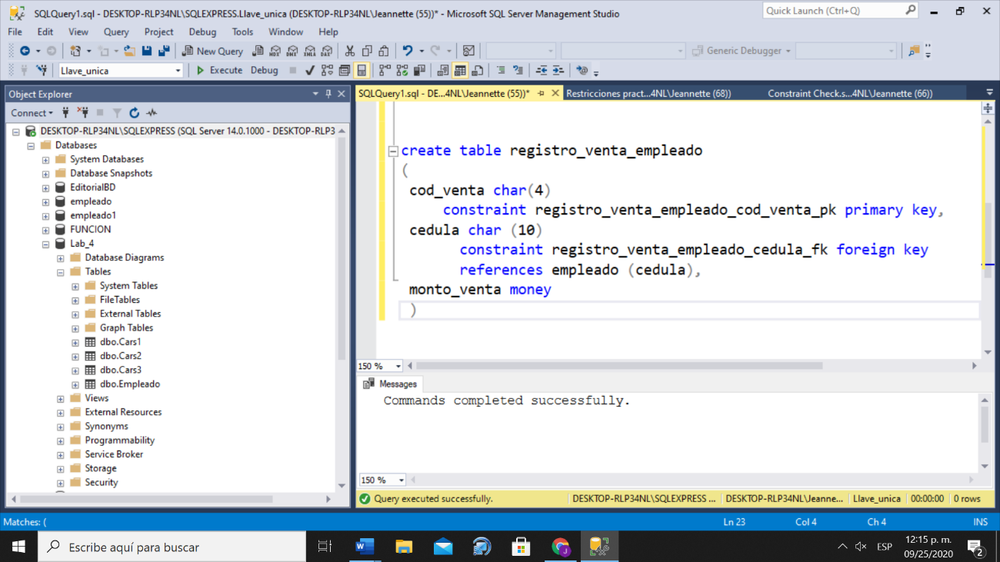 SQLQuery1.sql - DESKTOP-RLP34NL\SQLEXPRESS.Llave_unica (DESKTOP-RLP34NL\Jeannette (55))* - Microsoft SQL Server Management Studio
Quick Launch (Ctrl+Q)
File Edit View Query Project Debug Tools Window Help
New Query
MDX DMX XMLA DAX
Generic Debugger
Llave_unica
Execute Debug
Object Explorer
SQLQuery1.sql - DE...4NL\Jeannette (55))*
Restricciones pract...4NL\Jeannette (68))
Constraint Check.s...4NL\Jeannette (66))
Connect
DESKTOP-RLP34NL\SQLEXPRESS (SQL Server 14.0.1000 - DESKTOP-RLP3
Databases
System Databases
Database Snapshots
EditorialBD
empleado
empleado1
FUNCION
Lab_4
Database Diagrams
Tables
System Tables
FileTables
External Tables
Graph Tables
dbo.Cars1
dbo.Cars2
dbo.Cars3
dbo.Empleado
Views
External Resources
Synonyms
Programmability
Service Broker
Storage
Security
create table registro_venta_empleado
(
cod_venta char(4)
constraint registro_venta_empleado_cod_venta_pk primary key,
cedula char (10)
constraint registro_venta_empleado_cedula_fk foreign key
references empleado (cedula),
monto_venta money
)
150 %
Messages
Commands completed successfully.
150 %
Query executed successfully.
DESKTOP-RLP34NL\SQLEXPRESS ...
DESKTOP-RLP34NL\Jeanne...
Llave_unica
00:00:00
0 rows
Matches: (
Ln 23
Col 4
Ch 4
INS
Escribe aquí para buscar
ESP
12:15 p. m.
09/25/2020
2